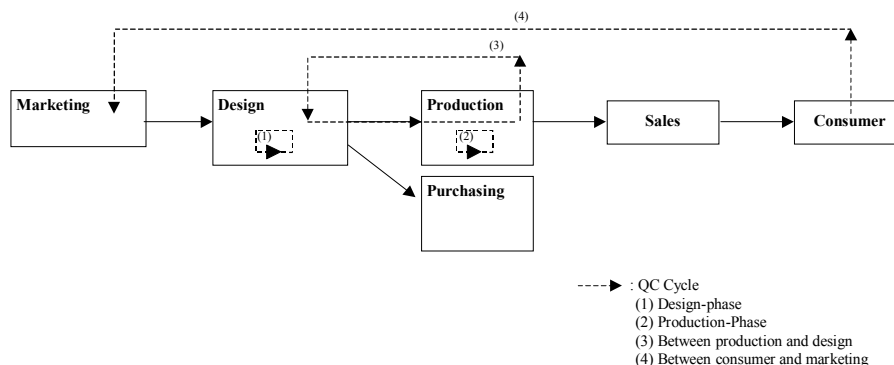 (4)
(3)
Marketing
Design
Production
Sales
Consumer
(1)
(2)
Purchasing
: QC Cycle
(1) Design-phase
(2) Production-Phase
(3) Between production and design
(4) Between consumer and marketing